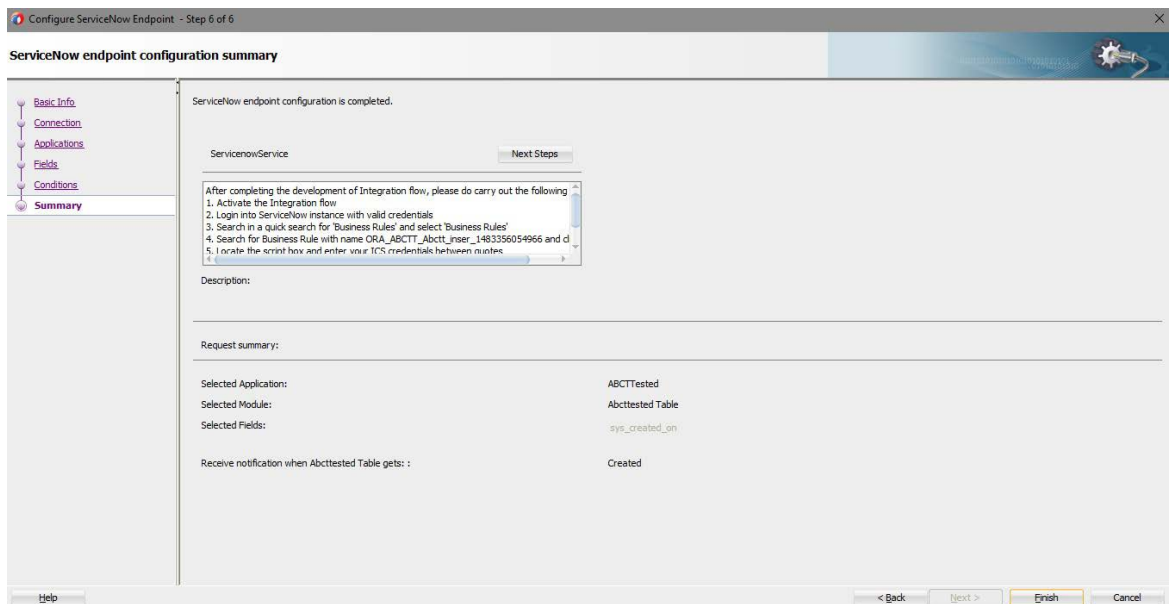 Configure ServiceNow Endpoint - Step 6 of 6
ServiceNow endpoint configuration summary
Basic Info
Connection
Applications
Fields
Conditions
Summary
ServiceNow endpoint configuration is completed.
ServicenowService
Next Steps
After completing the development of Integration flow, please do carry out the following
1. Activate the Integration flow
2. Login into ServiceNow instance with valid credentials
3. Search in a quick search for 'Business Rules' and select 'Business Rules'
4. Search for Business Rule with name ORA_ABCTT_Abctt_inser_1483356054966 and cl
5. Locate the script box and enter your ICS credentials between quotes
Description:
Request summary:
Selected Application: ABCTTested
Selected Module: Abcttested Table
Selected Fields: sys_created_on
Receive notification when Abcttested Table gets: : Created
Help
< Back
Next >
Finish
Cancel